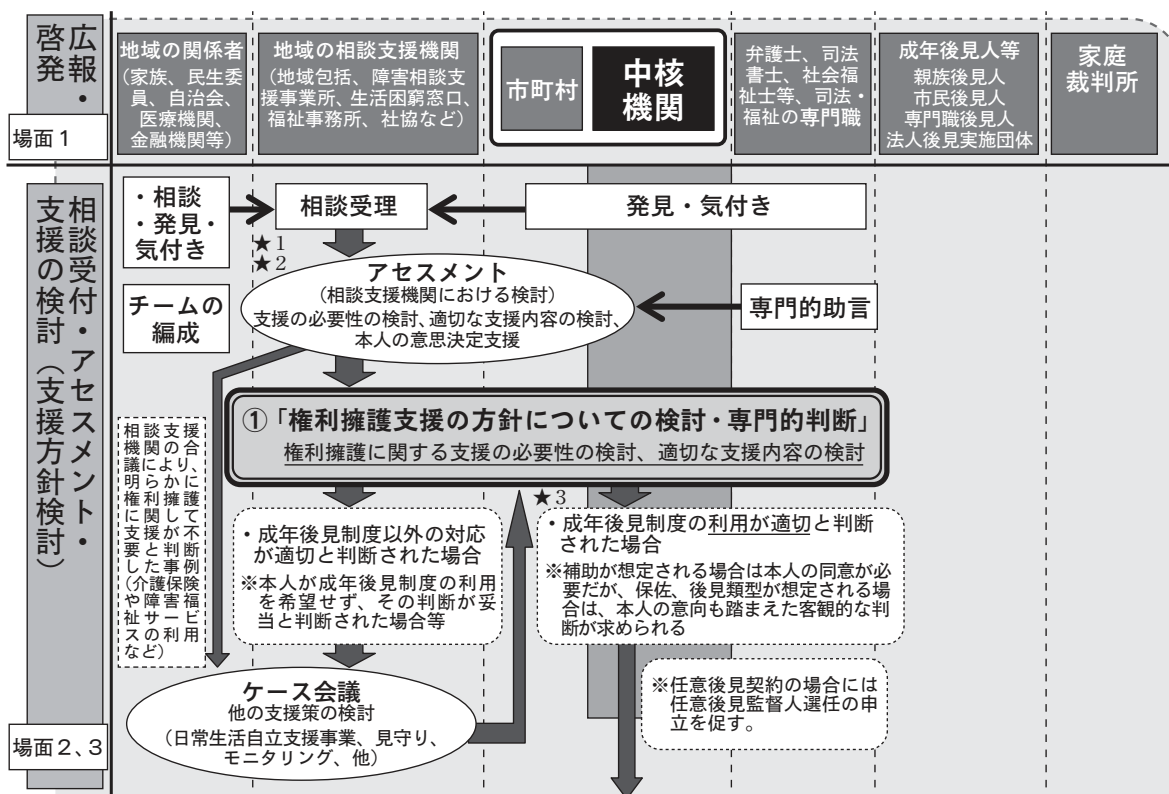 広報・
啓発
場面1
地域の関係者
(家族、民生委
員、自治会、
医療機関、
金融機関等)
地域の相談支援機関
(地域包括、障害相談支
援事業所、生活困窮窓口、
福祉事務所、社協など)
市町村
中核
機関
弁護士、司法
書士、社会福
祉士等、司法・
福祉の専門職
成年後見人等
親族後見人
市民後見人
専門職後見人
法人後見実施団体
家庭
裁判所
相談受付・アセスメント・
支援の検討(支援方針検討)
場面2、3
・相談
・発見・
気付き
相談受理
発見・気付き
★1
★2
チームの
編成
アセスメント
(相談支援機関における検討)
支援の必要性の検討、適切な支援内容の検討、
本人の意思決定支援
専門的助言
①「権利擁護支援の方針についての検討・専門的判断」
権利擁護に関する支援の必要性の検討、適切な支援内容の検討
相談支援
機関の合
議により、
明らかに
権利擁護
に関して
支援が不
要と判断
した事例
(介護保険
や障害福
祉サービ
スの利用
など)
・成年後見制度以外の対応
が適切と判断された場合
※本人が成年後見制度の利用
を希望せず、その判断が妥
当と判断された場合等
★3
・成年後見制度の利用が適切と判断
された場合
※補助が想定される場合は本人の同意が必
要だが、保佐、後見類型が想定される場
合は、本人の意向も踏まえた客観的な判
断が求められる
ケース会議
他の支援策の検討
(日常生活自立支援事業、見守り、
モニタリング、他)
※任意後見契約の場合には
任意後見監督人選任の申
立を促す。